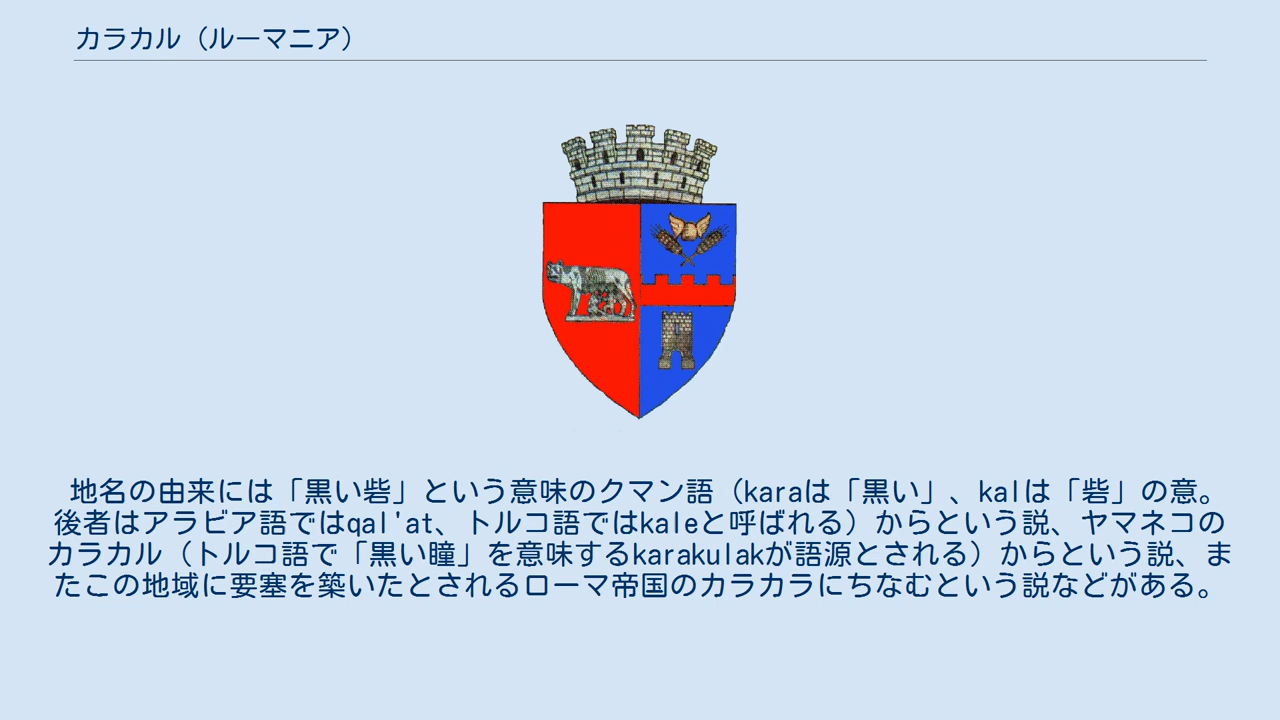 カラカル（ルーマニア）
地名の由来には「黒い砦」という意味のクマン語（karaは「黒い」、kalは「砦」の意。
後者はアラビア語ではqal'at、トルコ語ではkaleと呼ばれる）からという説、ヤマネコの
カラカル（トルコ語で「黒い瞳」を意味するkarakulakが語源とされる）からという説、ま
たこの地域に要塞を築いたとされるローマ帝国のカラカラにちなむという説などがある。